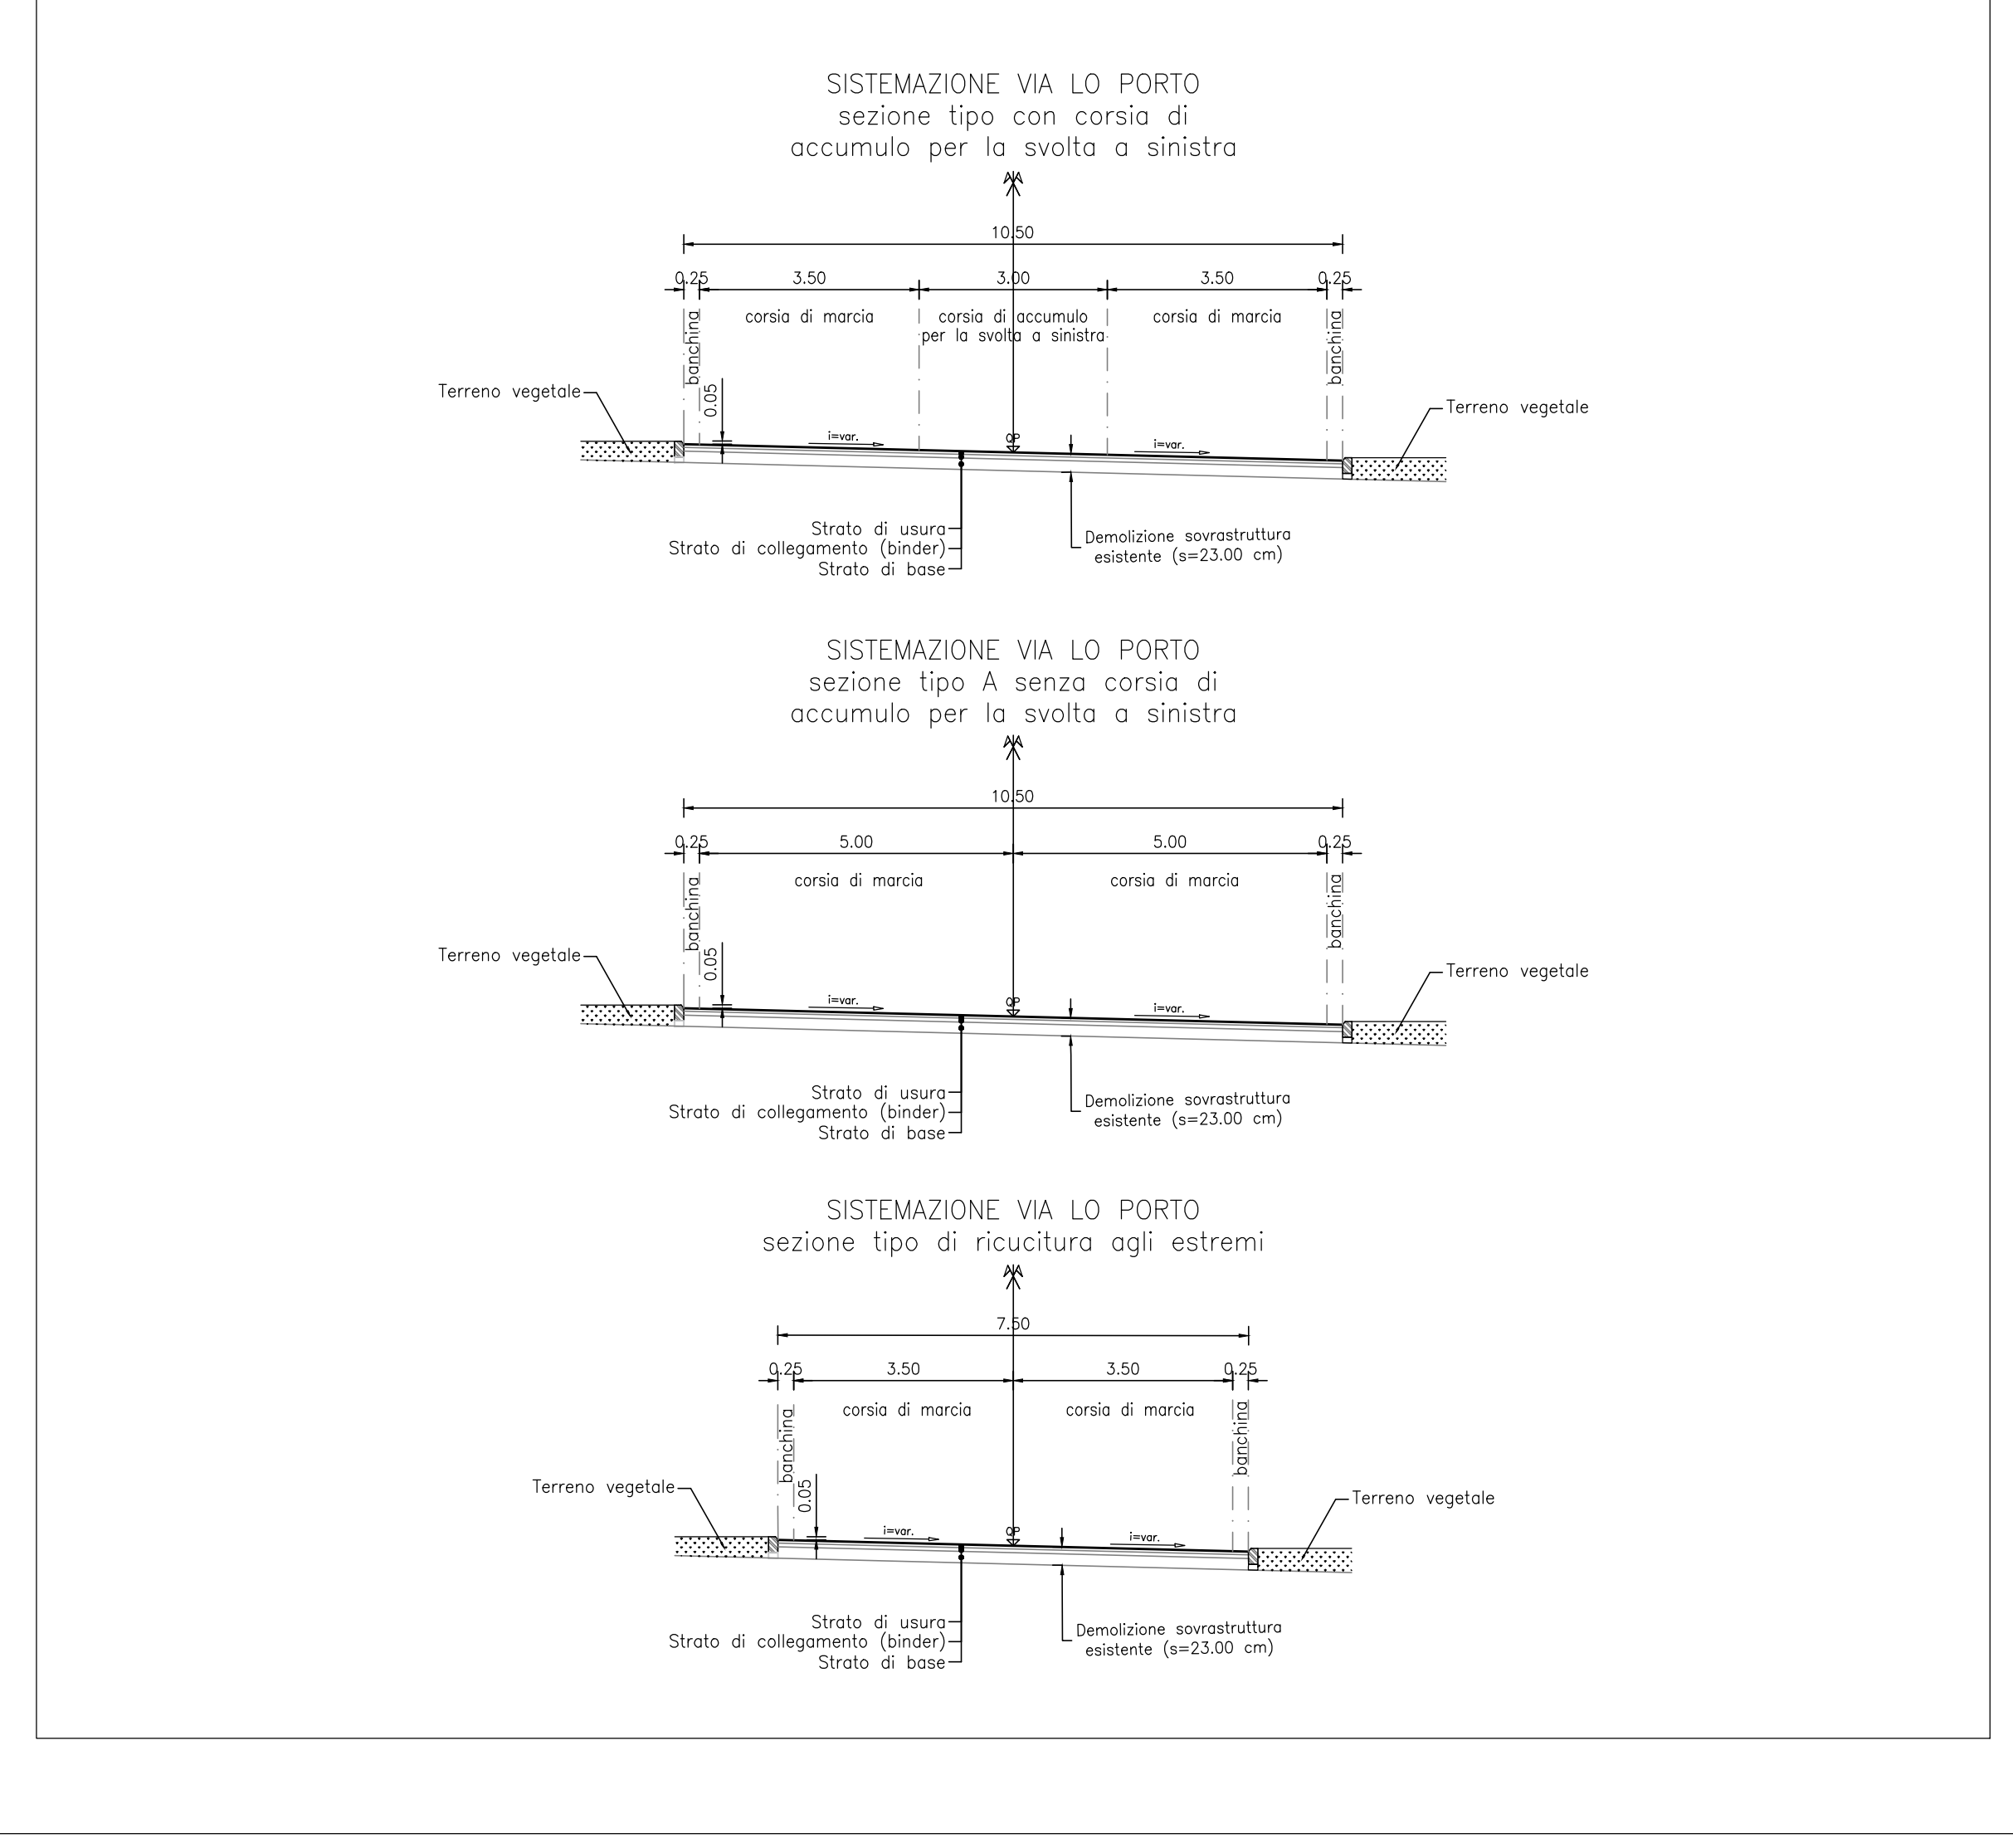 SISTEMAZIONE VIA LO PORTO
sezione tipo con corsia di
accumulo per la svolta a sinistra
10.50
0.25 3.50 3.00 3.50 0.25
corsia di marcia
corsia di accumulo
per la svolta a sinistra
corsia di marcia
banchina
banchina
Terreno vegetale
0.05
Terreno vegetale
i=var.
QP
i=var.
Strato di usura
Strato di collegamento (binder)
Strato di base
Demolizione sovrastruttura
esistente (s=23.00 cm)
SISTEMAZIONE VIA LO PORTO
sezione tipo A senza corsia di
accumulo per la svolta a sinistra
10.50
0.25 5.00 5.00 0.25
corsia di marcia
corsia di marcia
banchina
banchina
Terreno vegetale
0.05
Terreno vegetale
i=var.
QP
i=var.
Strato di usura
Strato di collegamento (binder)
Strato di base
Demolizione sovrastruttura
esistente (s=23.00 cm)
SISTEMAZIONE VIA LO PORTO
sezione tipo di ricucitura agli estremi
7.50
0.25 3.50 3.50 0.25
corsia di marcia
corsia di marcia
banchina
banchina
Terreno vegetale
0.05
Terreno vegetale
i=var.
QP
i=var.
Strato di usura
Strato di collegamento (binder)
Strato di base
Demolizione sovrastruttura
esistente (s=23.00 cm)